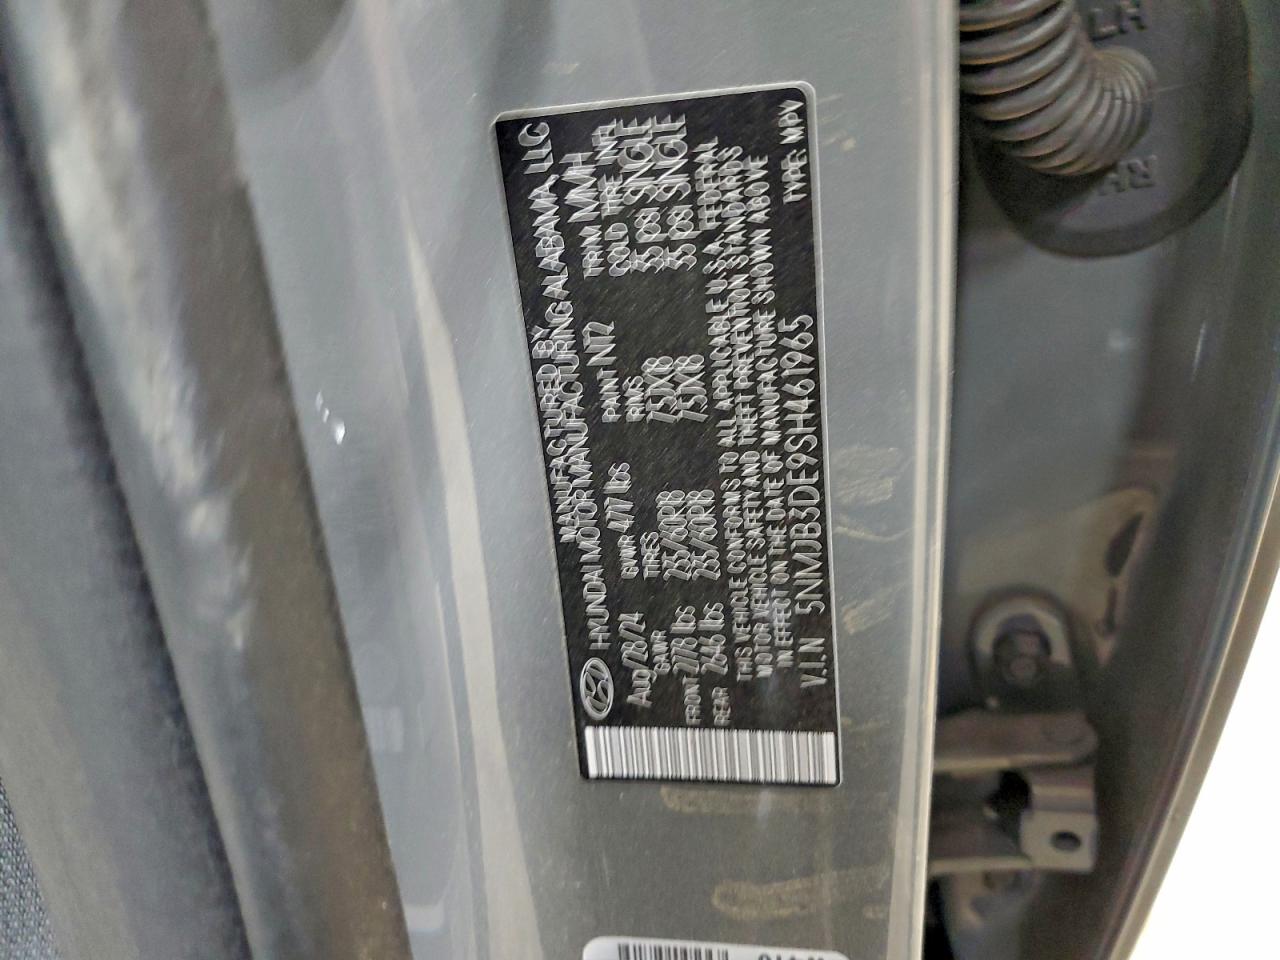 MANUFACTURED BY
HYUNDAI MOTOR MANUFACTURING ALABAMA, LLC
Aug/28/24 GVWR 4717 lbs PAINT NT2 TRIM MMH
GAWR TIRES RIMS COLD TIRE INF.
FRONT 2778 lbs 235/60R18 7.5JX18 35 PSI SINGLE
REAR 2646 lbs 235/60R18 7.5JX18 35 PSI SINGLE
THIS VEHICLE CONFORMS TO ALL APPLICABLE U.S.A. FEDERAL
MOTOR VEHICLE SAFETY AND THEFT PREVENTION STANDARDS
IN EFFECT ON THE DATE OF MANUFACTURE SHOWN ABOVE
V.I.N 5NMJB3DE9SH461965 TYPE: MPV
LH
RH